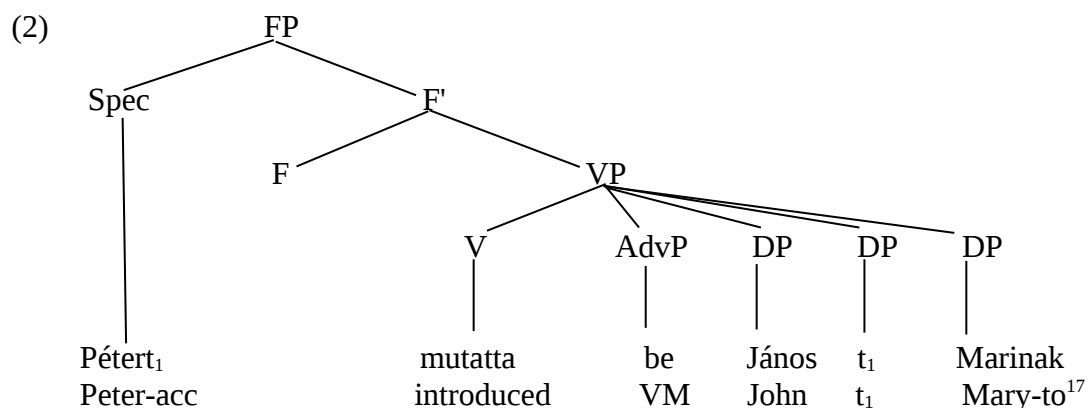 (2) FP
Spec F'
F VP
V AdvP DP DP DP
Pétert₁ mutatta be János t₁ Marinak
Peter-acc introduced VM John t₁ Mary-to¹⁷